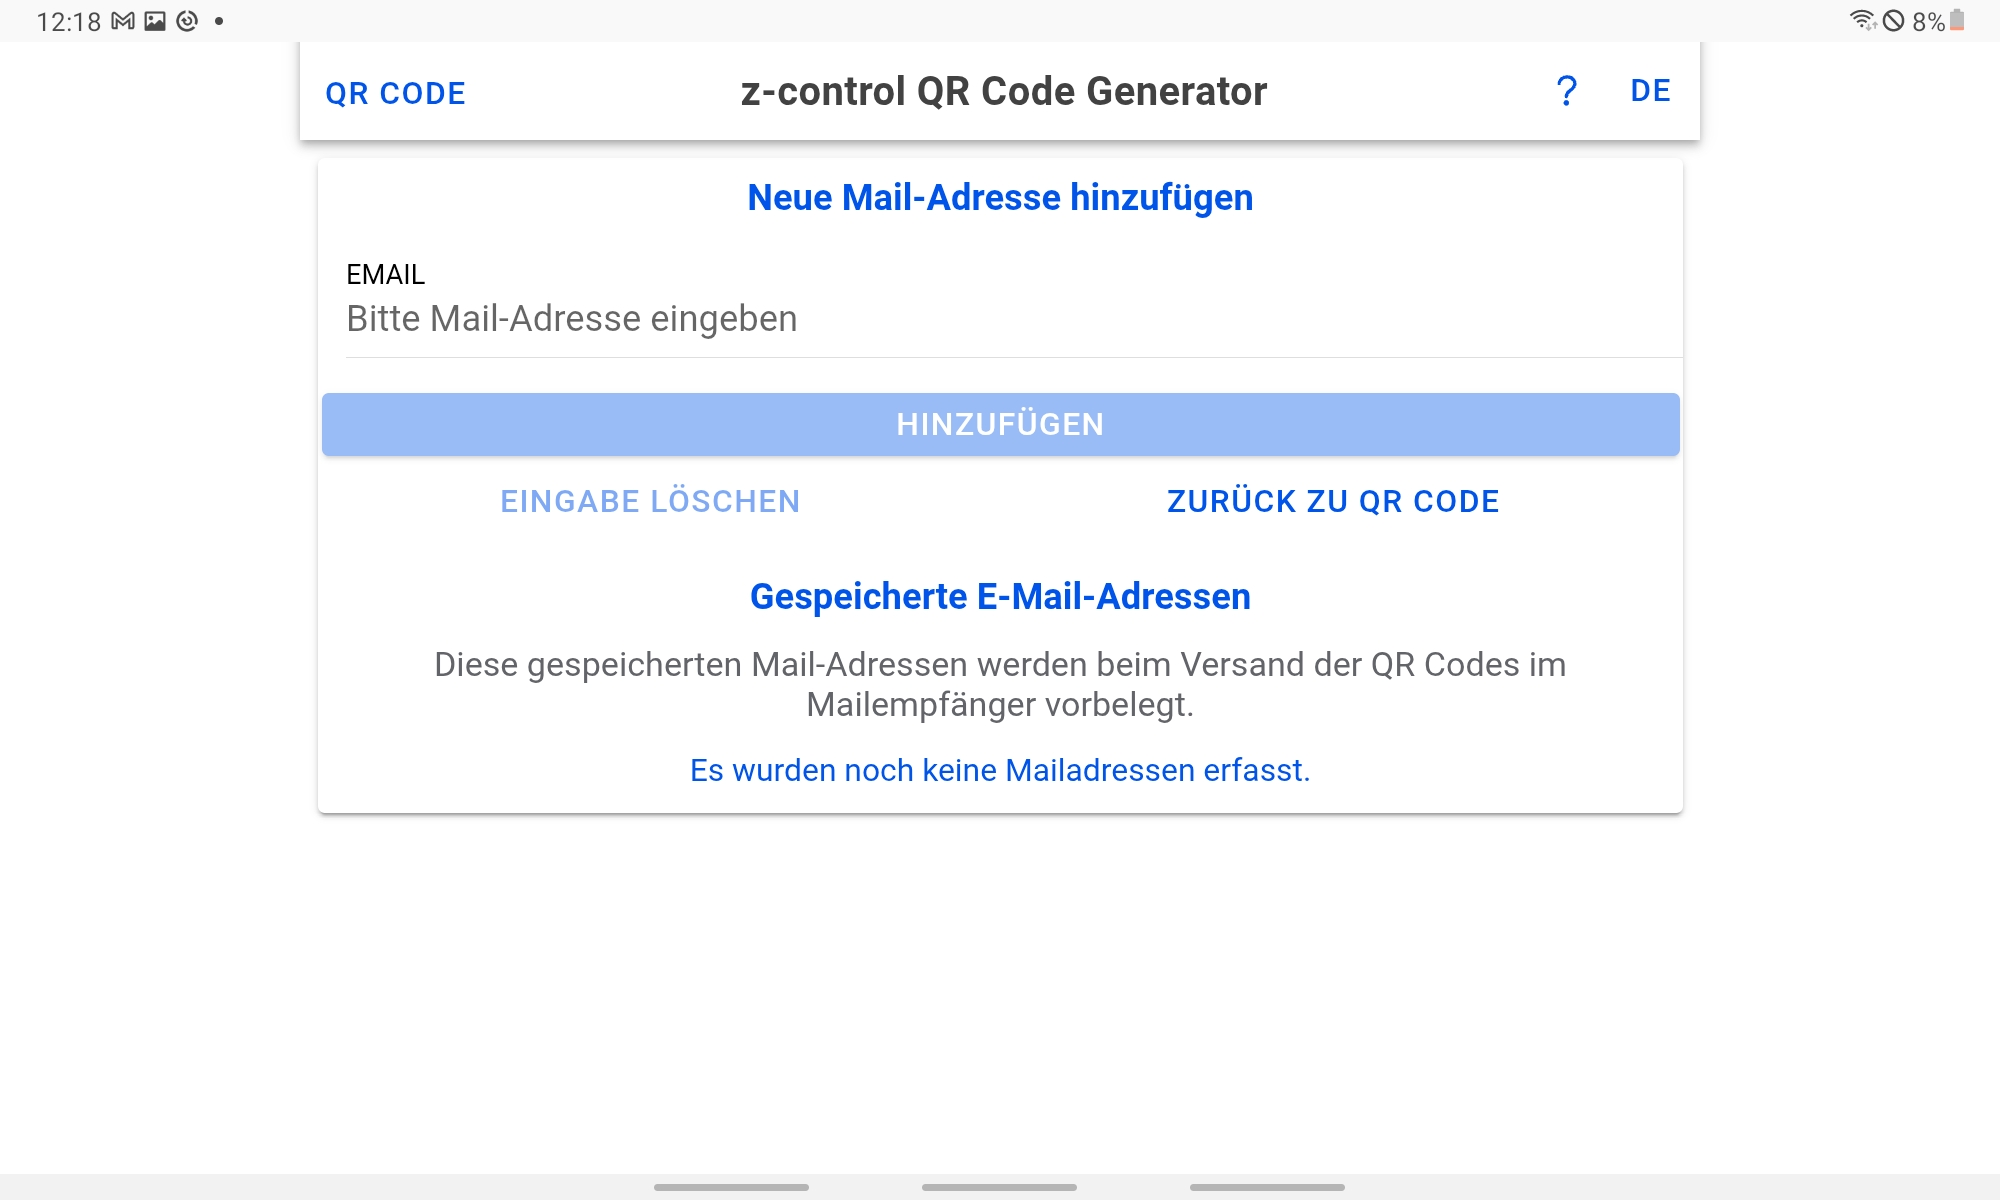 12:18
8%
QR CODE
z-control QR Code Generator
?
DE
Neue Mail-Adresse hinzufügen
EMAIL
Bitte Mail-Adresse eingeben
HINZUFÜGEN
EINGABE LÖSCHEN
ZURÜCK ZU QR CODE
Gespeicherte E-Mail-Adressen
Diese gespeicherten Mail-Adressen werden beim Versand der QR Codes im
Mailempfänger vorbelegt.
Es wurden noch keine Mailadressen erfasst.